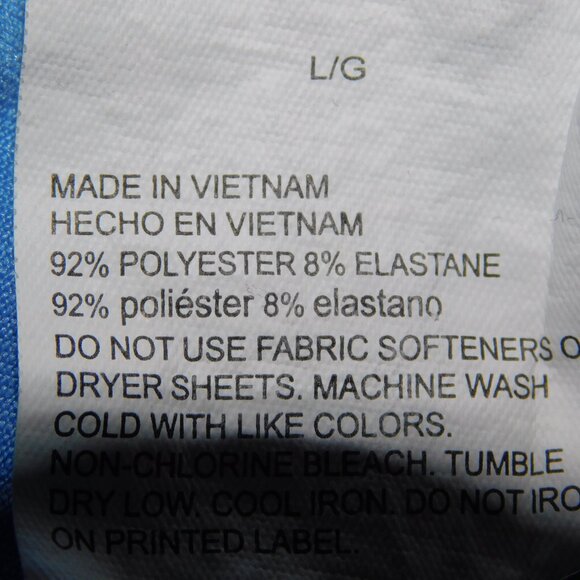 L/G
MADE IN VIETNAM
HECHO EN VIETNAM
92% POLYESTER 8% ELASTANE
92% poliéster 8% elastano
DO NOT USE FABRIC SOFTENERS O
DRYER SHEETS. MACHINE WASH
COLD WITH LIKE COLORS.
NON-CHLORINE BLEACH. TUMBLE
DRY LOW. COOL IRON. DO NOT IRO
ON PRINTED LABEL.